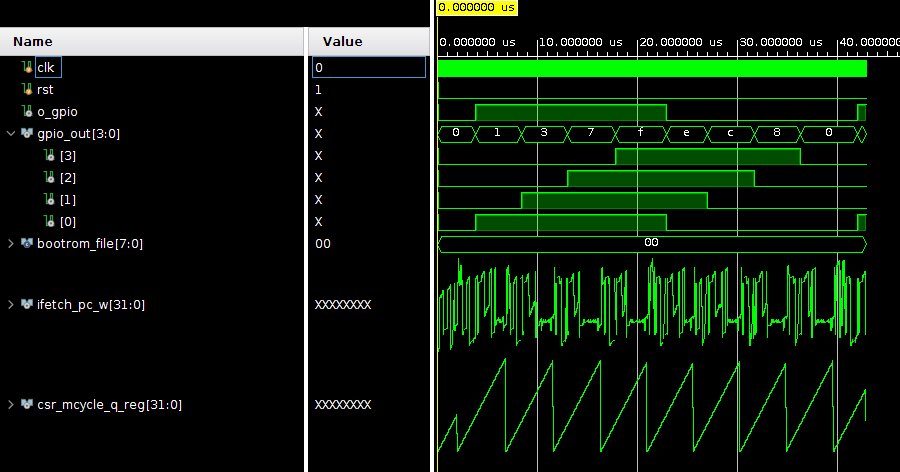 0.000000 us
Name Value
0.000000 us 10.000000 us 20.000000 us 30.000000 us 40.000000
clk 0
rst 1
o_gpio X
gpio_out[3:0] X 0 1 3 7 f e c 8 0
[3] X
[2] X
[1] X
[0] X
bootrom_file[7:0] 00 00
ifetch_pc_w[31:0] XXXXXXXX
csr_mcycle_q_reg[31:0] XXXXXXXX